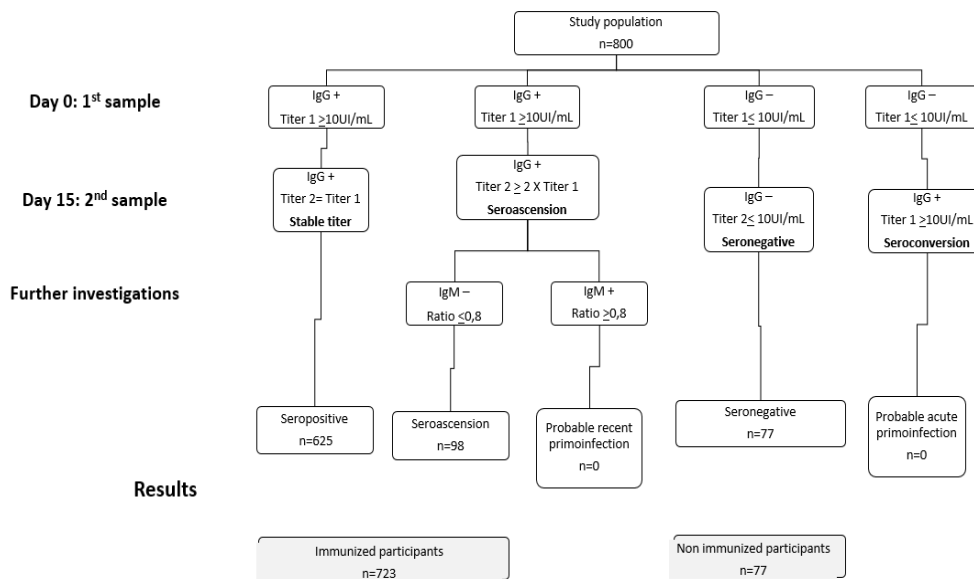 Study population
n=800
Day 0: 1st sample
IgG +
Titer 1 ≥10UI/mL
IgG +
Titer 1 ≥10UI/mL
IgG –
Titer 1≤ 10UI/mL
IgG –
Titer 1≤ 10UI/mL
Day 15: 2nd sample
IgG +
Titer 2= Titer 1
Stable titer
IgG +
Titer 2 ≥ 2 X Titer 1
Seroascension
IgG –
Titer 2≤ 10UI/mL
Seronegative
IgG +
Titer 1 ≥10UI/mL
Seroconversion
Further investigations
IgM –
Ratio ≤0,8
IgM +
Ratio ≥0,8
Seropositive
n=625
Seroascension
n=98
Probable recent
primoinfection
n=0
Seronegative
n=77
Probable acute
primoinfection
n=0
Results
Immunized participants
n=723
Non immunized participants
n=77